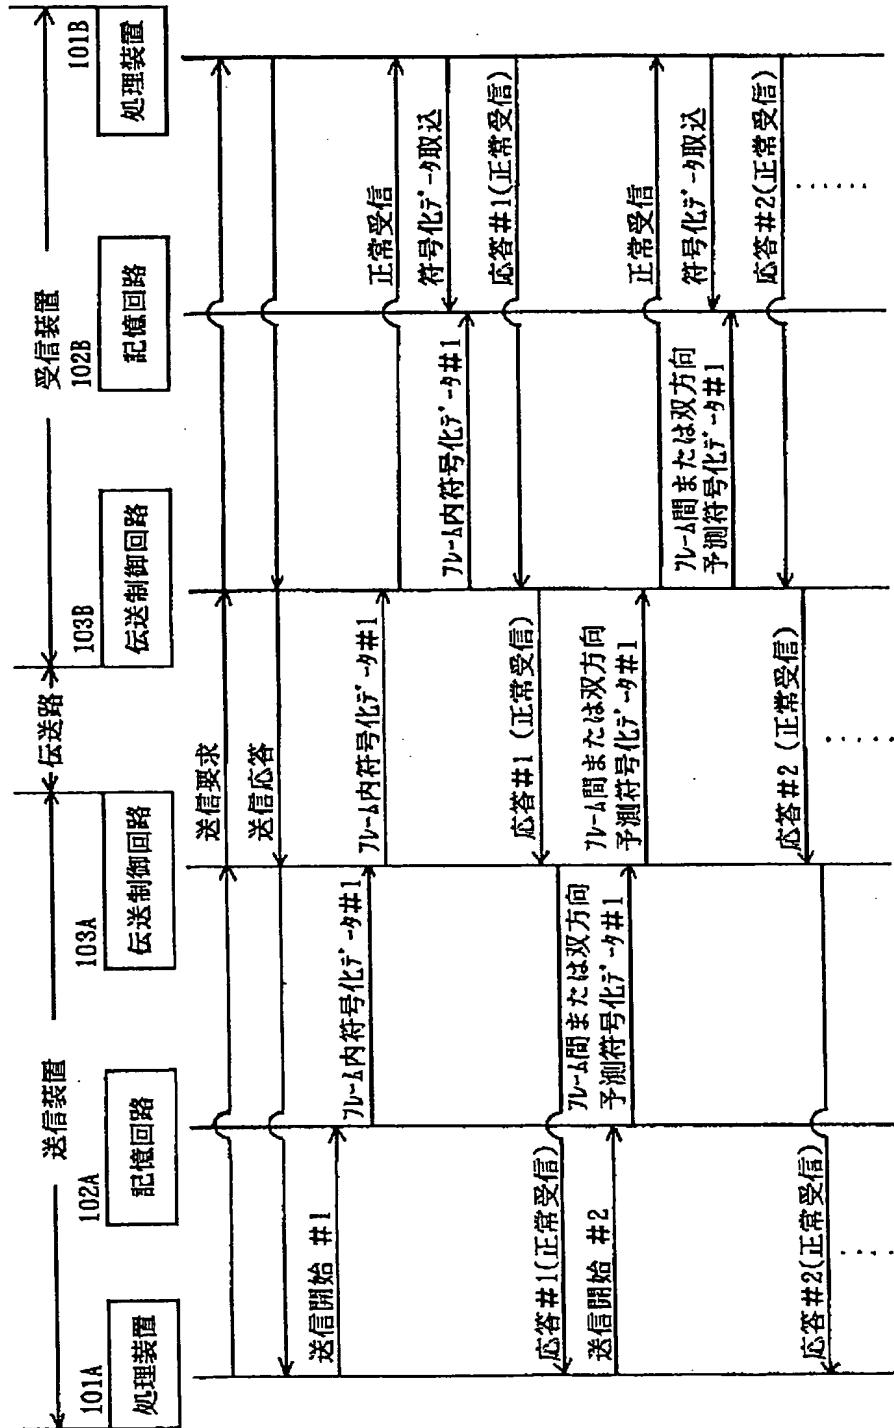 送信装置
伝送路
受信装置
101A
処理装置
102A
記憶回路
103A
伝送制御回路
103B
伝送制御回路
102B
記憶回路
101B
処理装置
送信要求
送信応答
送信開始 #1
フレーム内符号化データ#1
フレーム内符号化データ#1
正常受信
符号化データ取込
フレーム内符号化データ#1
応答#1(正常受信)
応答#1 (正常受信)
応答#1(正常受信)
送信開始 #2
フレーム間または双方向
予測符号化データ#1
フレーム間または双方向
予測符号化データ#1
正常受信
符号化データ取込
フレーム間または双方向
予測符号化データ#1
応答#2(正常受信)
応答#2 (正常受信)
応答#2(正常受信)